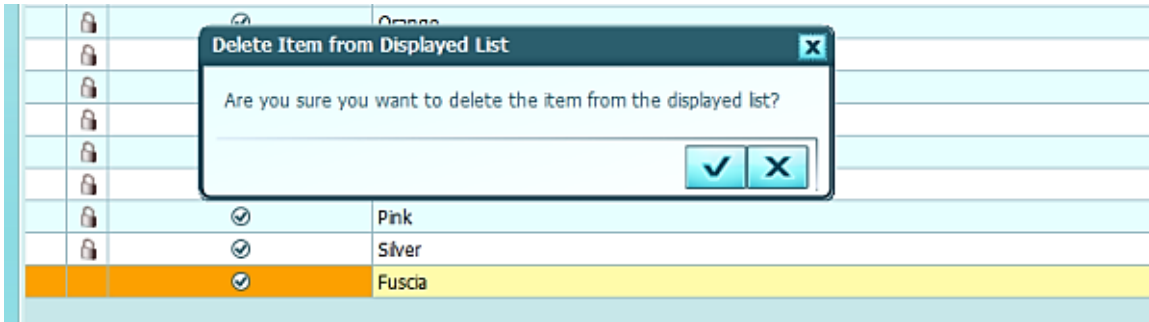 Orange
Delete Item from Displayed List
Are you sure you want to delete the item from the displayed list?
Pink
Silver
Fuscia